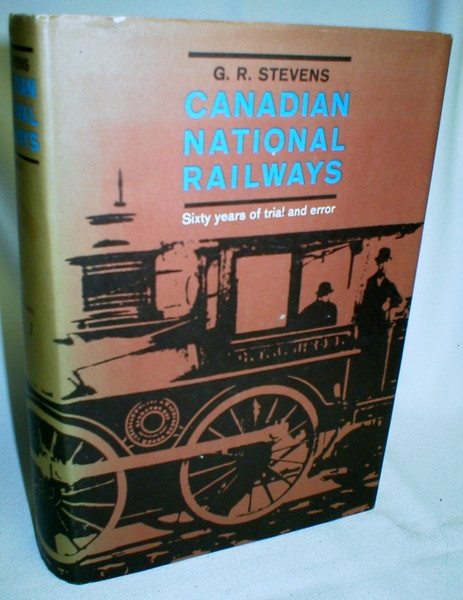 G. R. STEVENS
CANADIAN
NATIONAL
RAILWAYS
Sixty years of trial and error